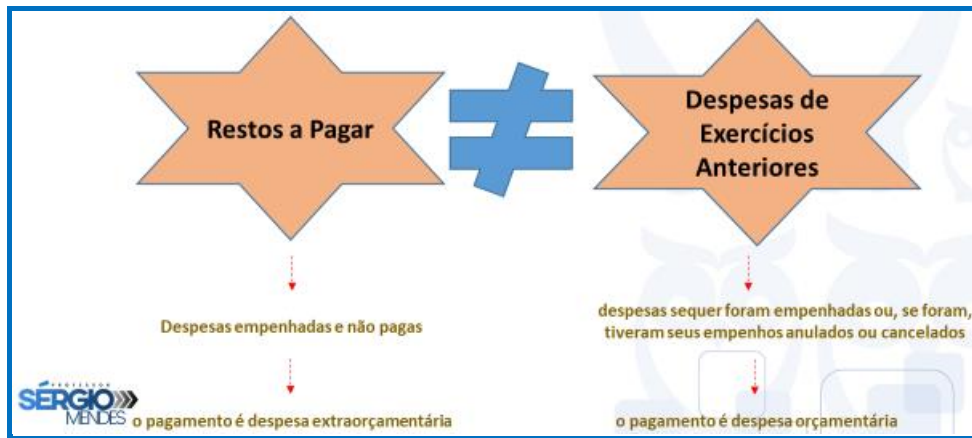 Restos a Pagar
Despesas de
Exercícios
Anteriores
Despesas empenhadas e não pagas
despesas sequer foram empenhadas ou, se foram,
tiveram seus empenhos anulados ou cancelados
PROFESSOR
SÉRGIO
MENDES
o pagamento é despesa extraorçamentária
o pagamento é despesa orçamentária